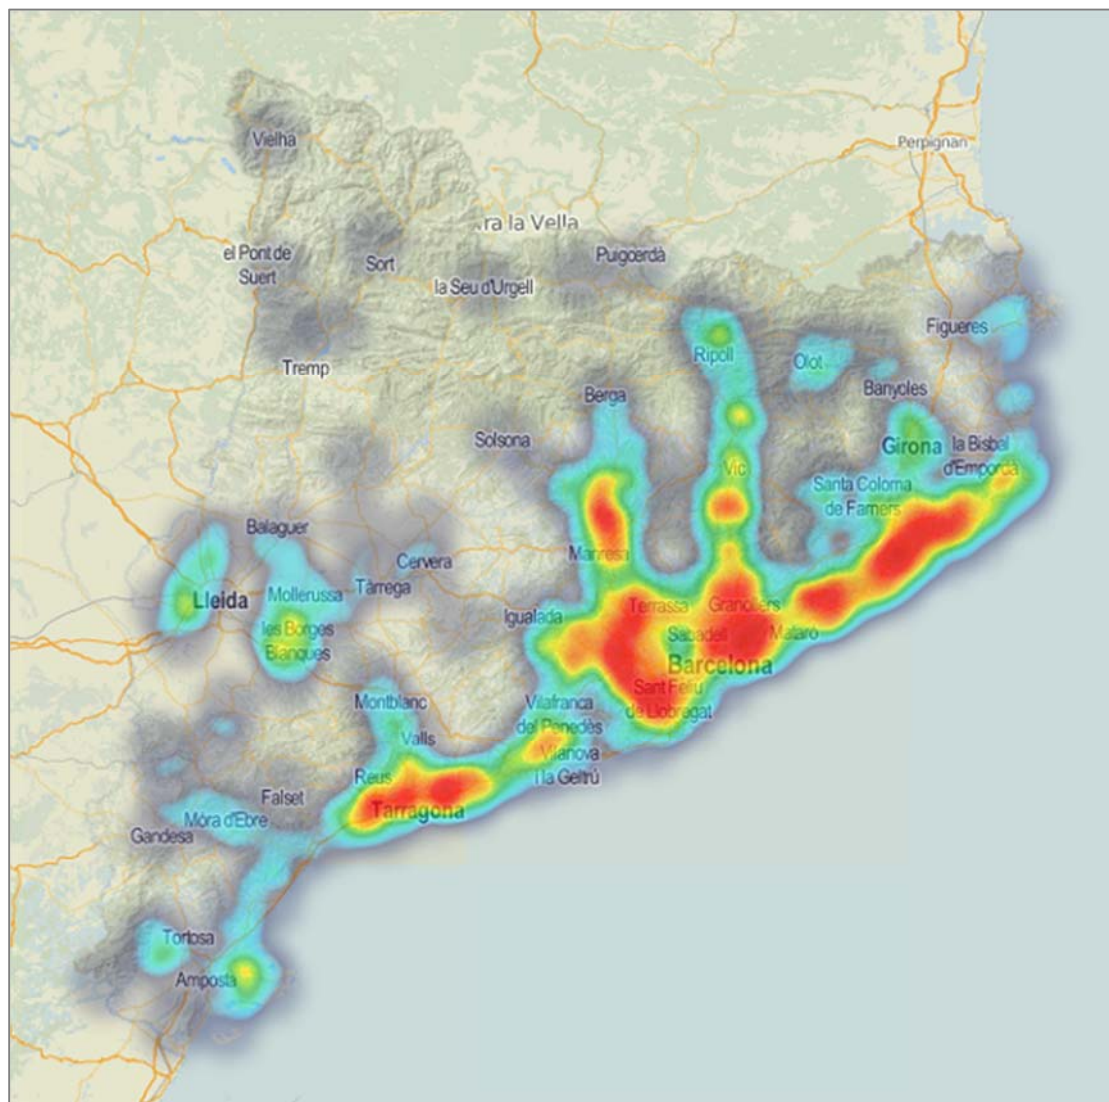 Vielha
Perpignan
ra la Vella
el Pont de
Suert
Sort
Puigcerdà
la Seu d'Urgell
Figueres
Ripoll
Olot
Tremp
Banyoles
Berga
Solsona
Girona
la Bisbal
d'Empordà
Vic
Santa Coloma
de Farners
Balaguer
Manresa
Cervera
Tàrrega
Mollerussa
Lleida
Igualada
Terrassa
Granollers
les Borges
Blanques
Sabadell
Mataró
Barcelona
Sant Feliu
de Llobregat
Montblanc
Vilafranca
del Penedès
Valls
Vilanova
i la Geltrú
Reus
Falset
Tarragona
Móra d'Ebre
Gandesa
Tortosa
Amposta